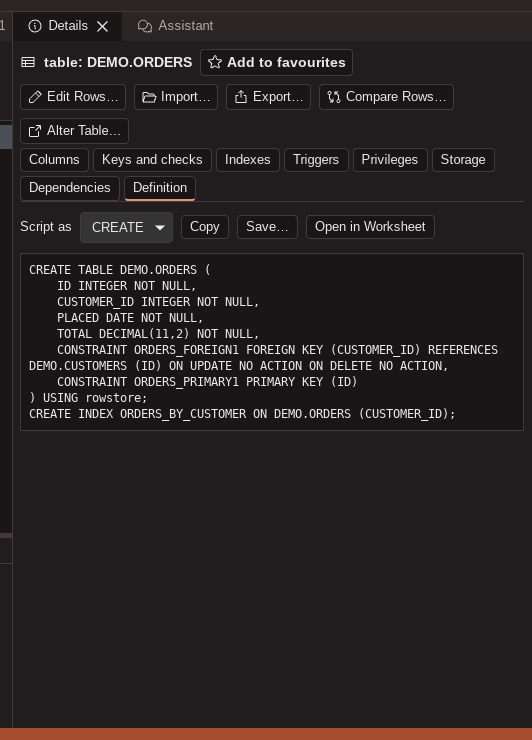 1
Details
Assistant
table: DEMO.ORDERS
Add to favourites
Edit Rows...
Import...
Export...
Compare Rows...
Alter Table...
Columns
Keys and checks
Indexes
Triggers
Privileges
Storage
Dependencies
Definition
Script as
CREATE
Copy
Save...
Open in Worksheet
CREATE TABLE DEMO.ORDERS (
    ID INTEGER NOT NULL,
    CUSTOMER_ID INTEGER NOT NULL,
    PLACED DATE NOT NULL,
    TOTAL DECIMAL(11,2) NOT NULL,
    CONSTRAINT ORDERS_FOREIGN1 FOREIGN KEY (CUSTOMER_ID) REFERENCES
DEMO.CUSTOMERS (ID) ON UPDATE NO ACTION ON DELETE NO ACTION,
    CONSTRAINT ORDERS_PRIMARY1 PRIMARY KEY (ID)
) USING rowstore;
CREATE INDEX ORDERS_BY_CUSTOMER ON DEMO.ORDERS (CUSTOMER_ID);